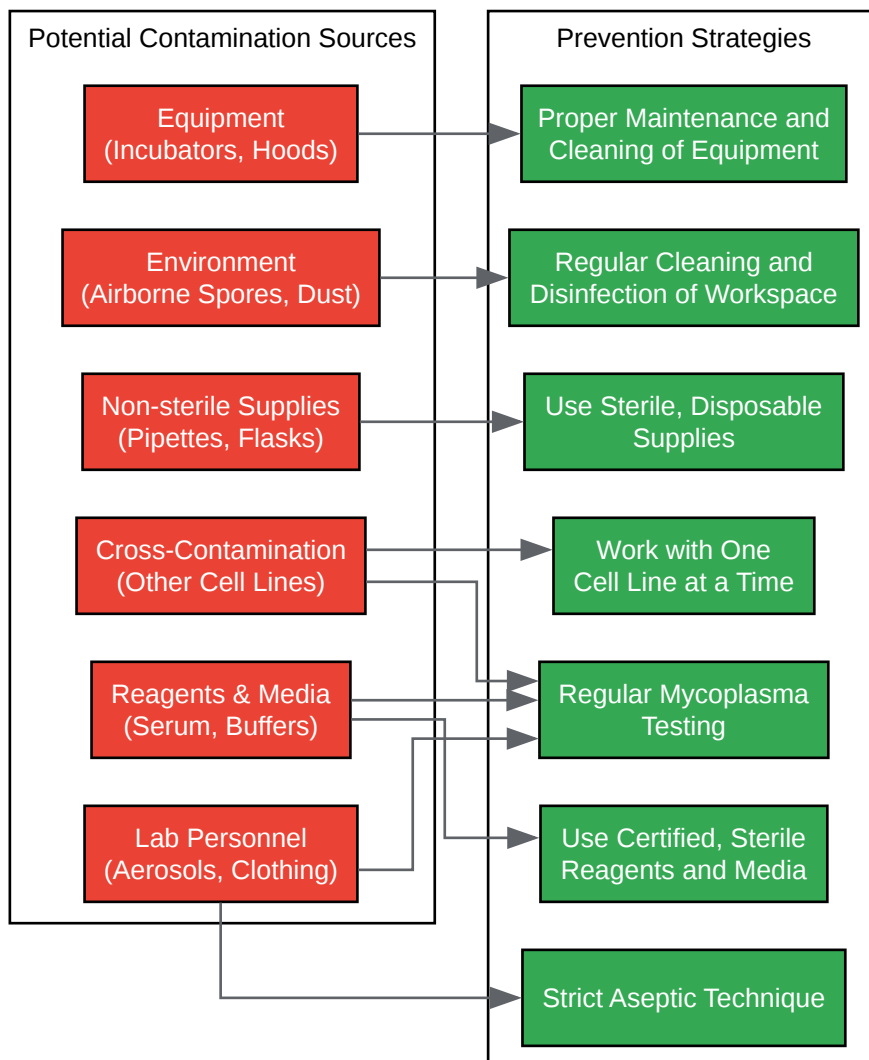 Potential Contamination Sources
Equipment
(Incubators, Hoods)
Environment
(Airborne Spores, Dust)
Non-sterile Supplies
(Pipettes, Flasks)
Cross-Contamination
(Other Cell Lines)
Reagents & Media
(Serum, Buffers)
Lab Personnel
(Aerosols, Clothing)
Prevention Strategies
Proper Maintenance and
Cleaning of Equipment
Regular Cleaning and
Disinfection of Workspace
Use Sterile, Disposable
Supplies
Work with One
Cell Line at a Time
Regular Mycoplasma
Testing
Use Certified, Sterile
Reagents and Media
Strict Aseptic Technique